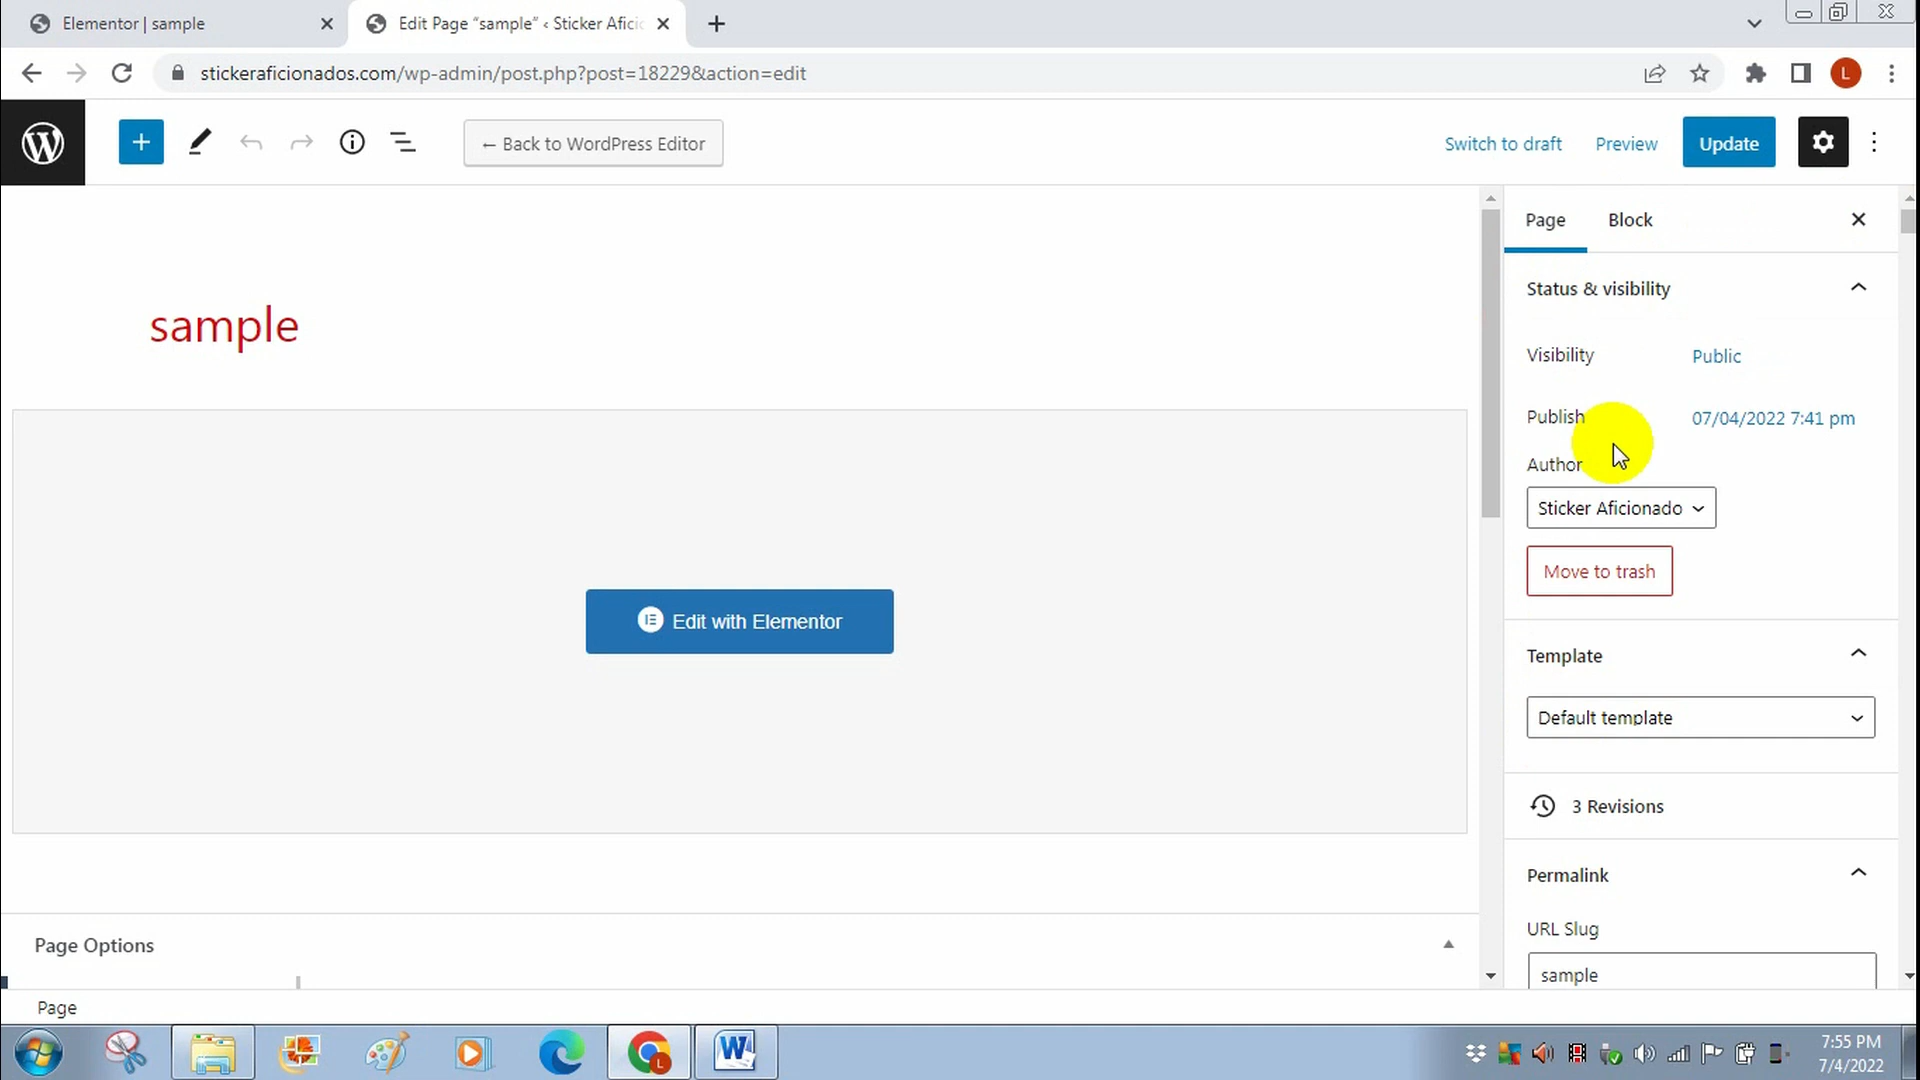 Elementor | sample
Edit Page “sample” ‹ Sticker Afici
stickeraficionados.com/wp-admin/post.php?post=18229&action=edit
L
← Back to WordPress Editor
Switch to draft
Preview
Update
Page
Block
Status & visibility
sample
Visibility
Public
Publish
07/04/2022 7:41 pm
Author
Sticker Aficionado
Move to trash
Edit with Elementor
Template
Default template
3 Revisions
Permalink
URL Slug
sample
Page Options
Page
7:55 PM
7/4/2022